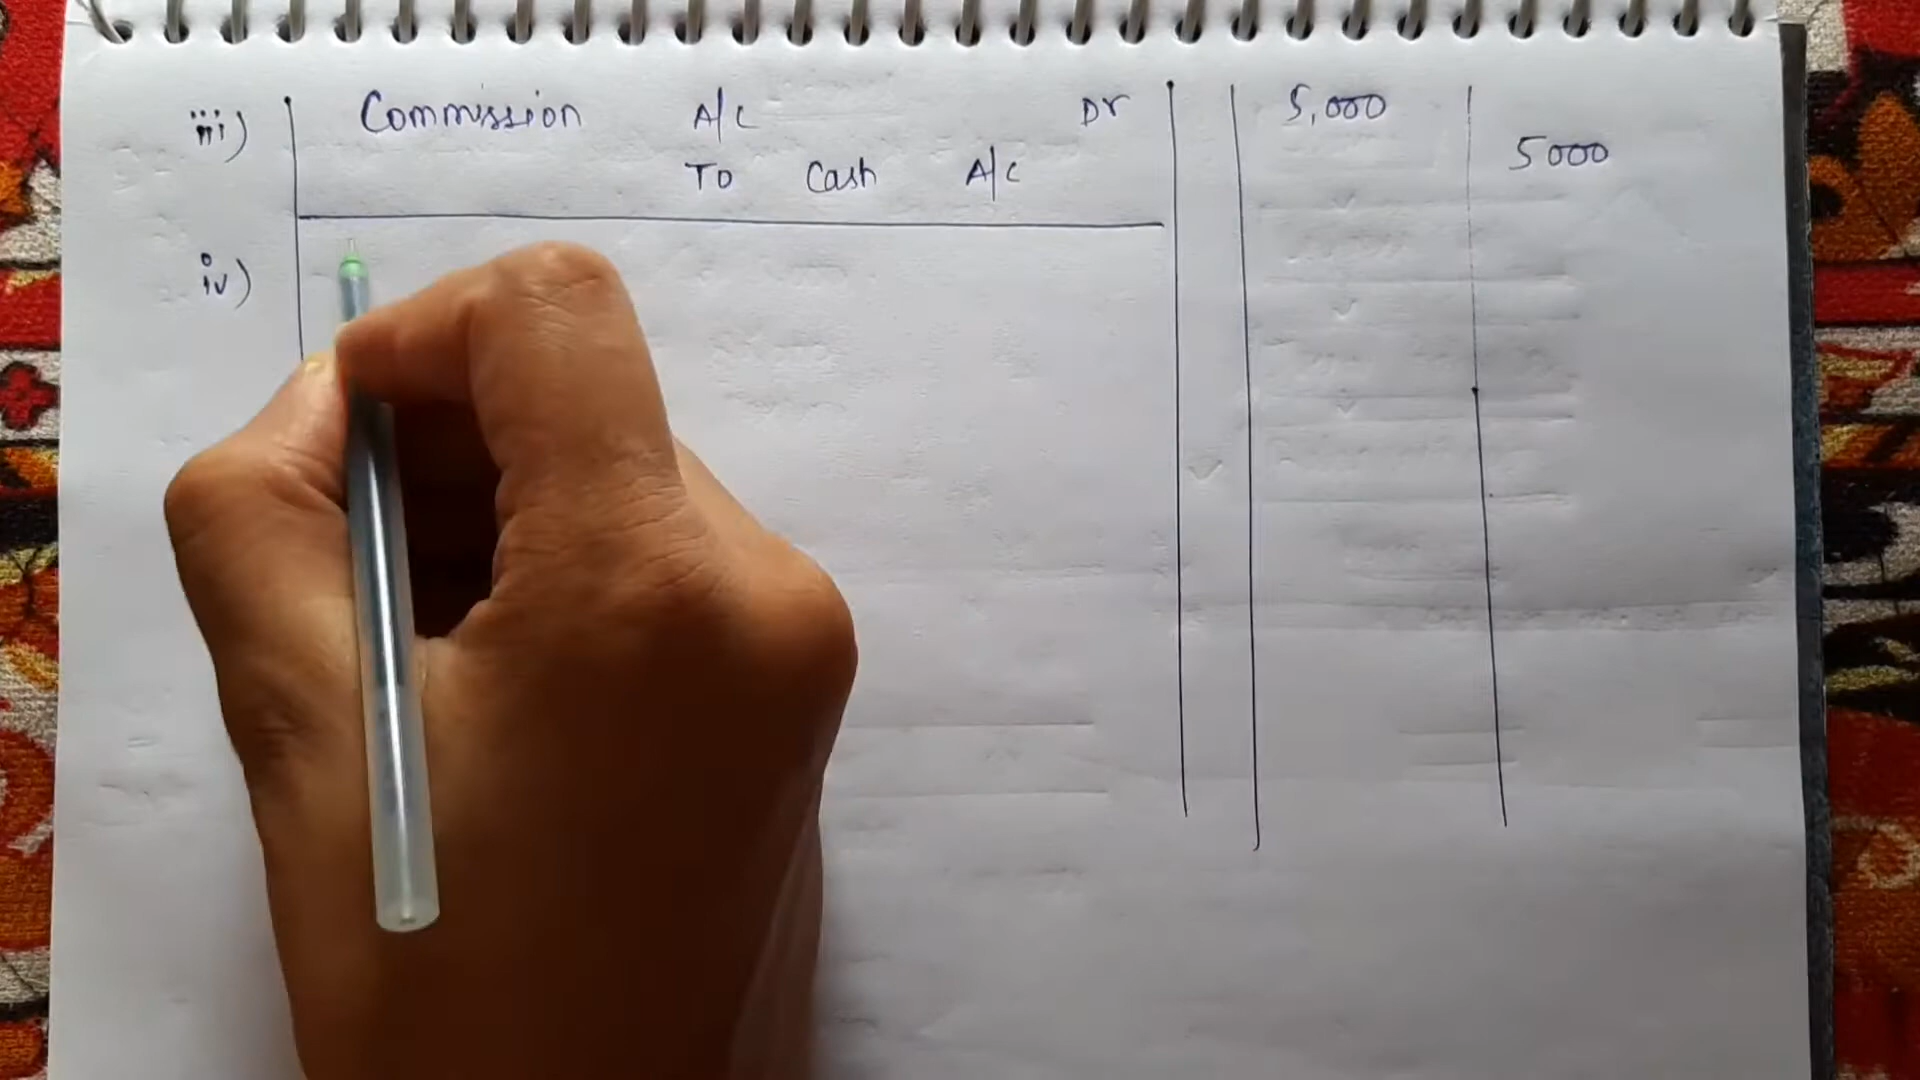 iii) Commission A/C Dr 5,000
To Cash A/C 5000
iv)